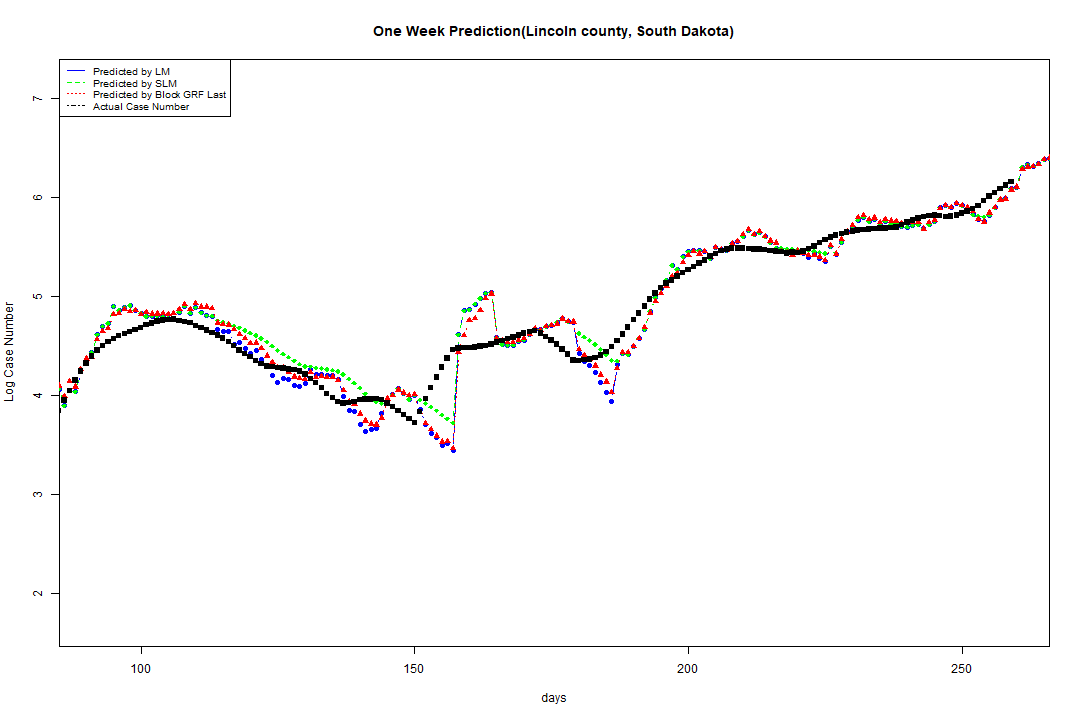 One Week Prediction(Lincoln county, South Dakota)
Predicted by LM
Predicted by SLM
Predicted by Block GRF Last
Actual Case Number
7
6
5
4
3
2
Log Case Number
100 150 200 250
days